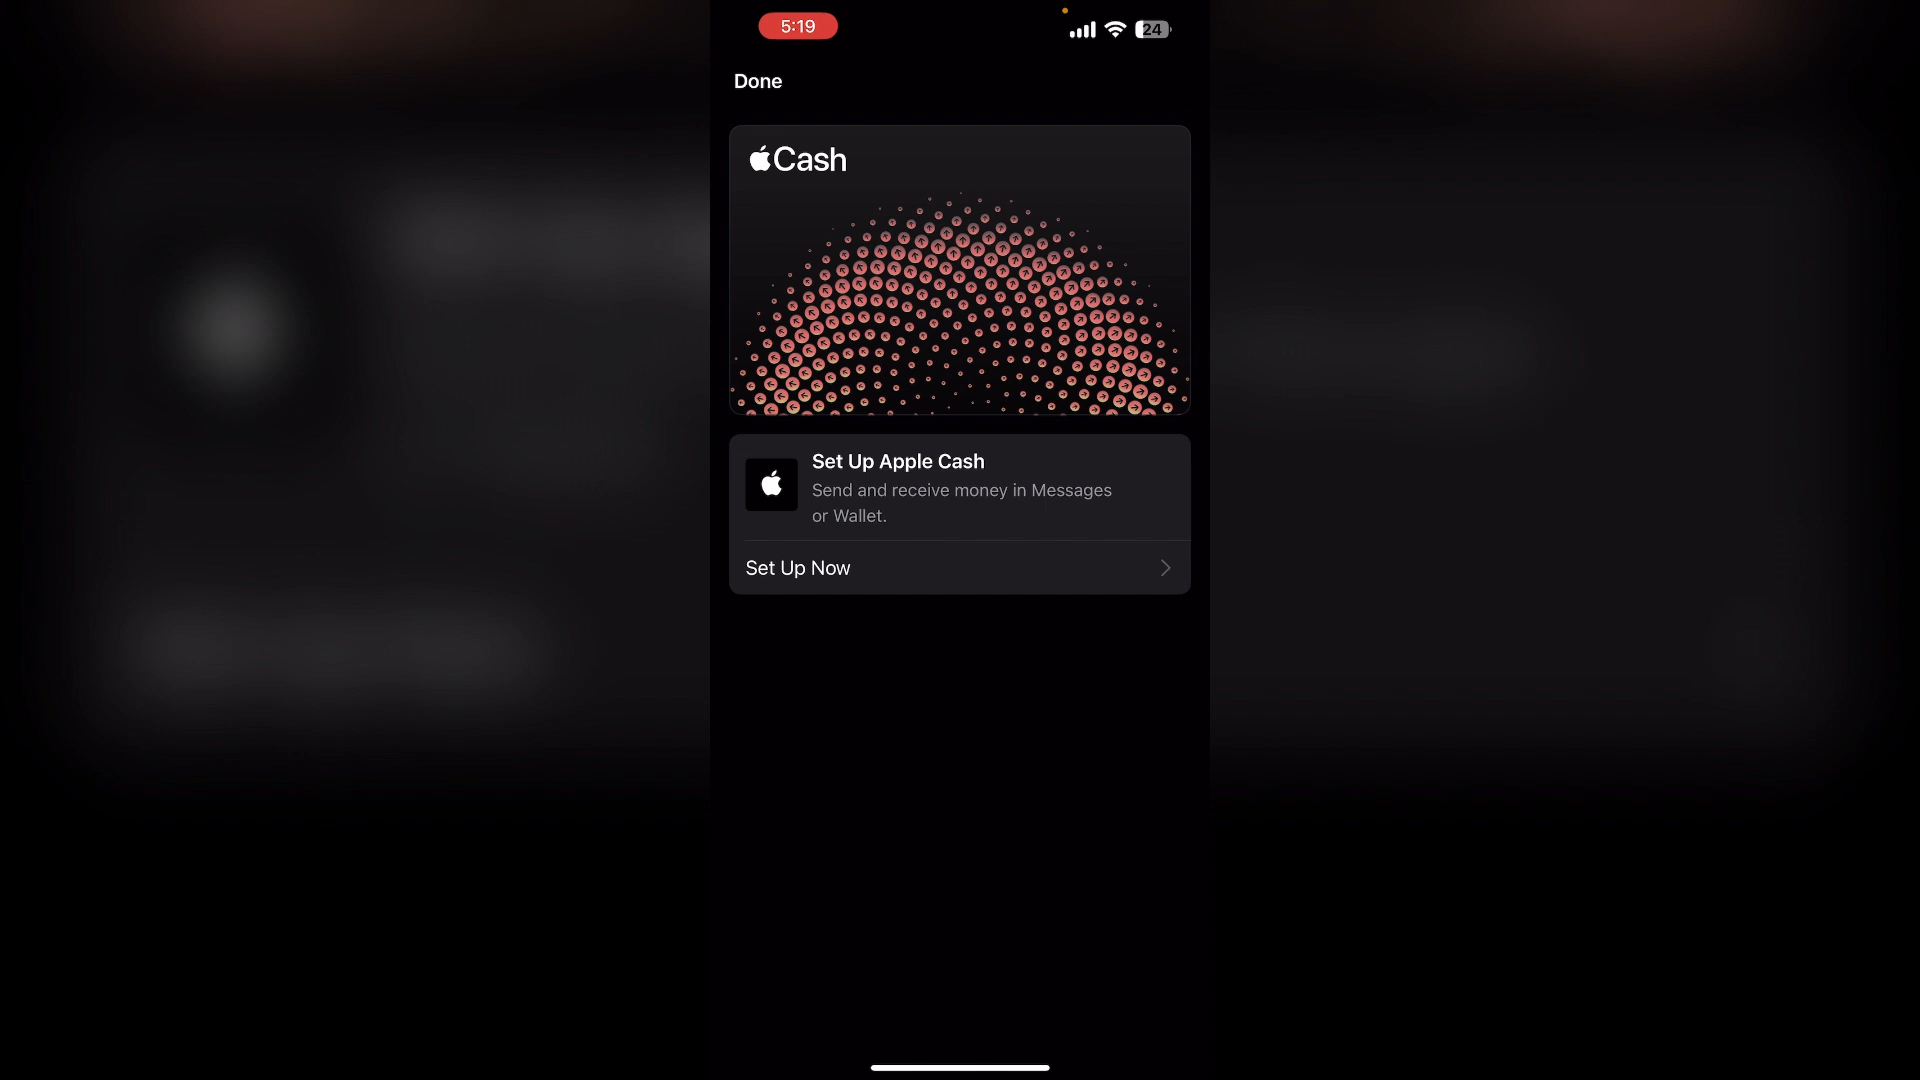 5:19
24
Done
Cash
Set Up Apple Cash
Send and receive money in Messages
or Wallet.
Set Up Now